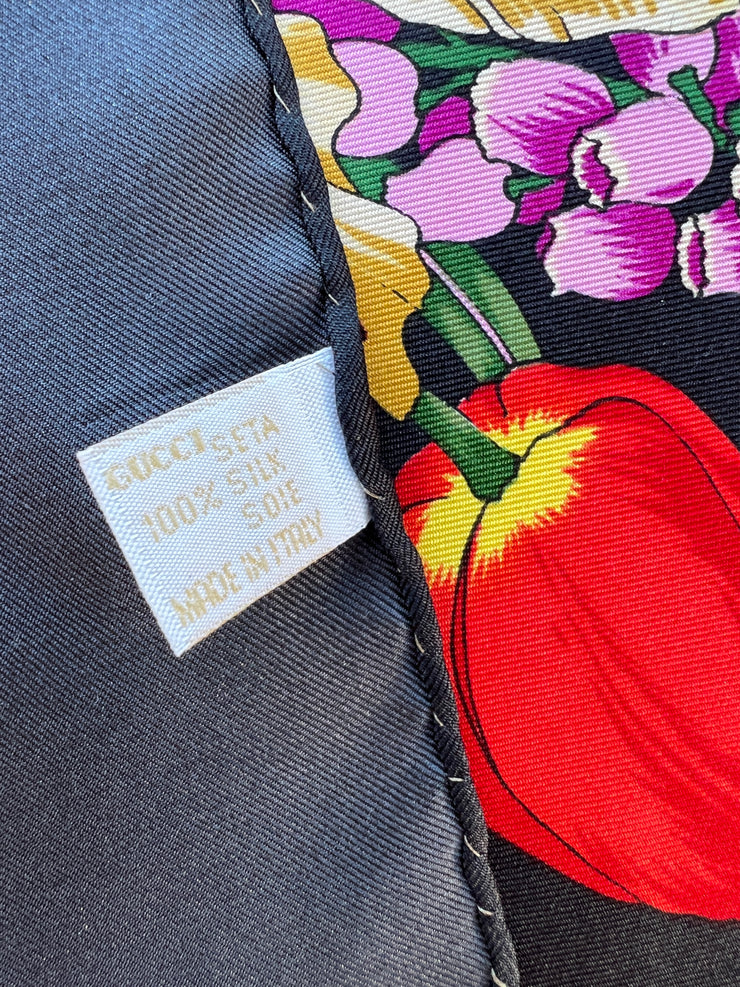 GUCCI SETA
100% SILK
SOIE
MADE IN ITALY